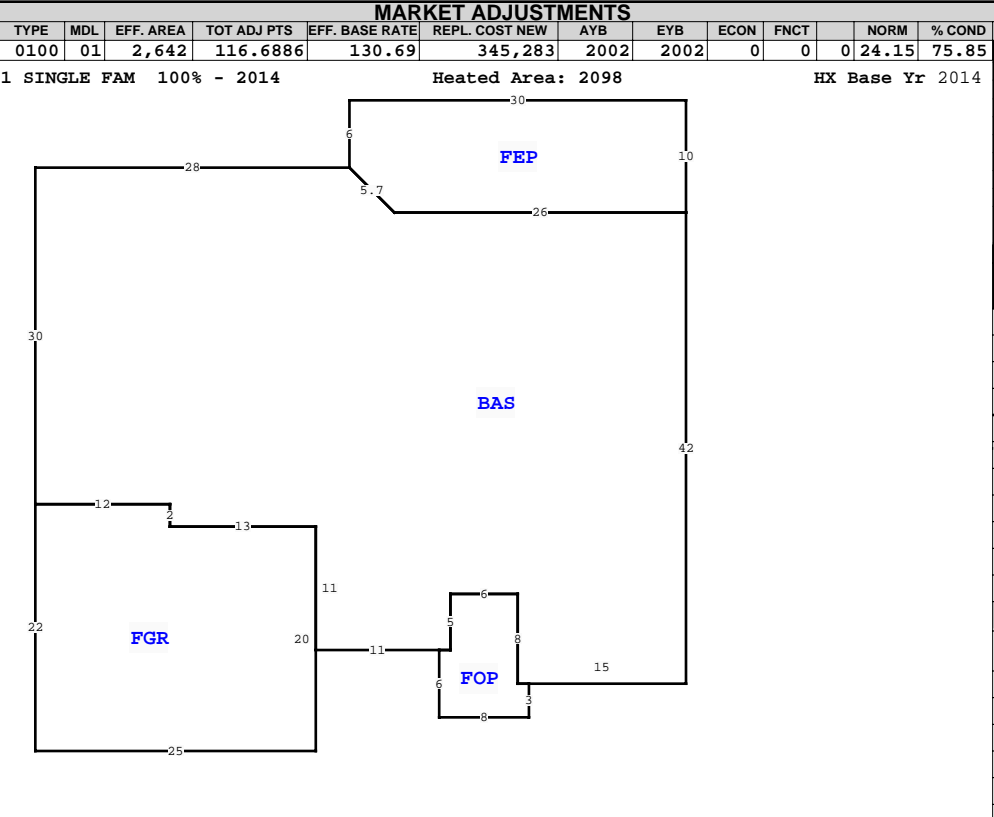 MARKET ADJUSTMENTS
TYPE MDL EFF. AREA TOT ADJ PTS EFF. BASE RATE REPL. COST NEW AYB EYB ECON FNCT NORM % COND
0100 01 2,642 116.6886 130.69 345,283 2002 2002 0 0 0 24.15 75.85
1 SINGLE FAM 100% - 2014 Heated Area: 2098 HX Base Yr 2014
30
6
FEP 10
28
5.7
26
30
BAS
42
12
2
13
11
6
5
22 FGR 20 8
11
15
6 FOP
3
8
25